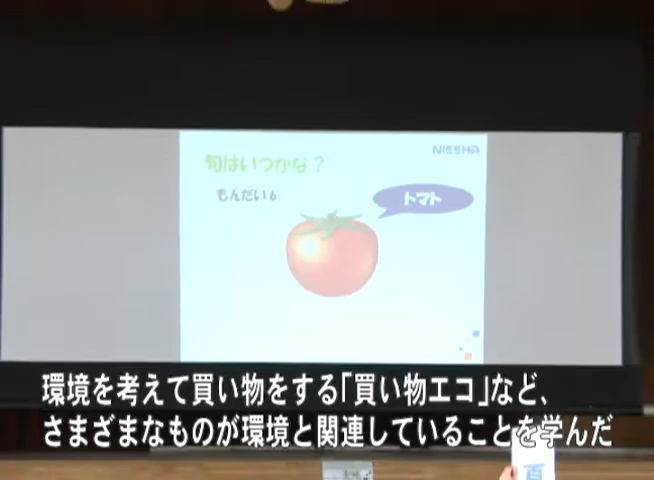 NISSHA
旬はいつかな？
もんだい6
トマト
環境を考えて買い物をする「買い物エコ」など、
さまざまなものが環境と関連していることを学んだ